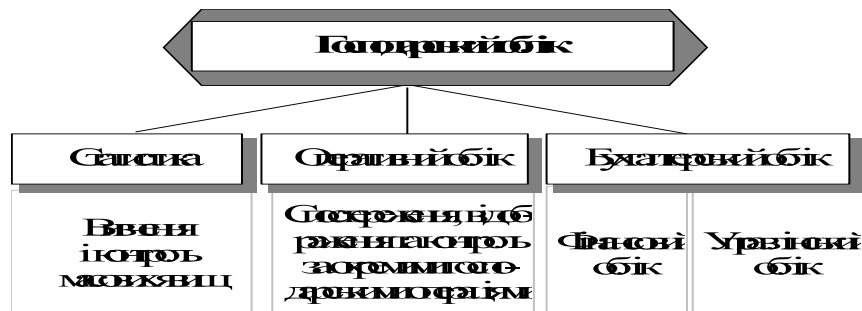 Господарський облік
Статистика
Оперативний облік
Бухгалтерський облік
Вивчення
і контроль
масових явищ
Спостереження, відоб-
раження та контроль
за окремими госпо-
дарськими операціями
Фінансовий
облік
Управлінський
облік